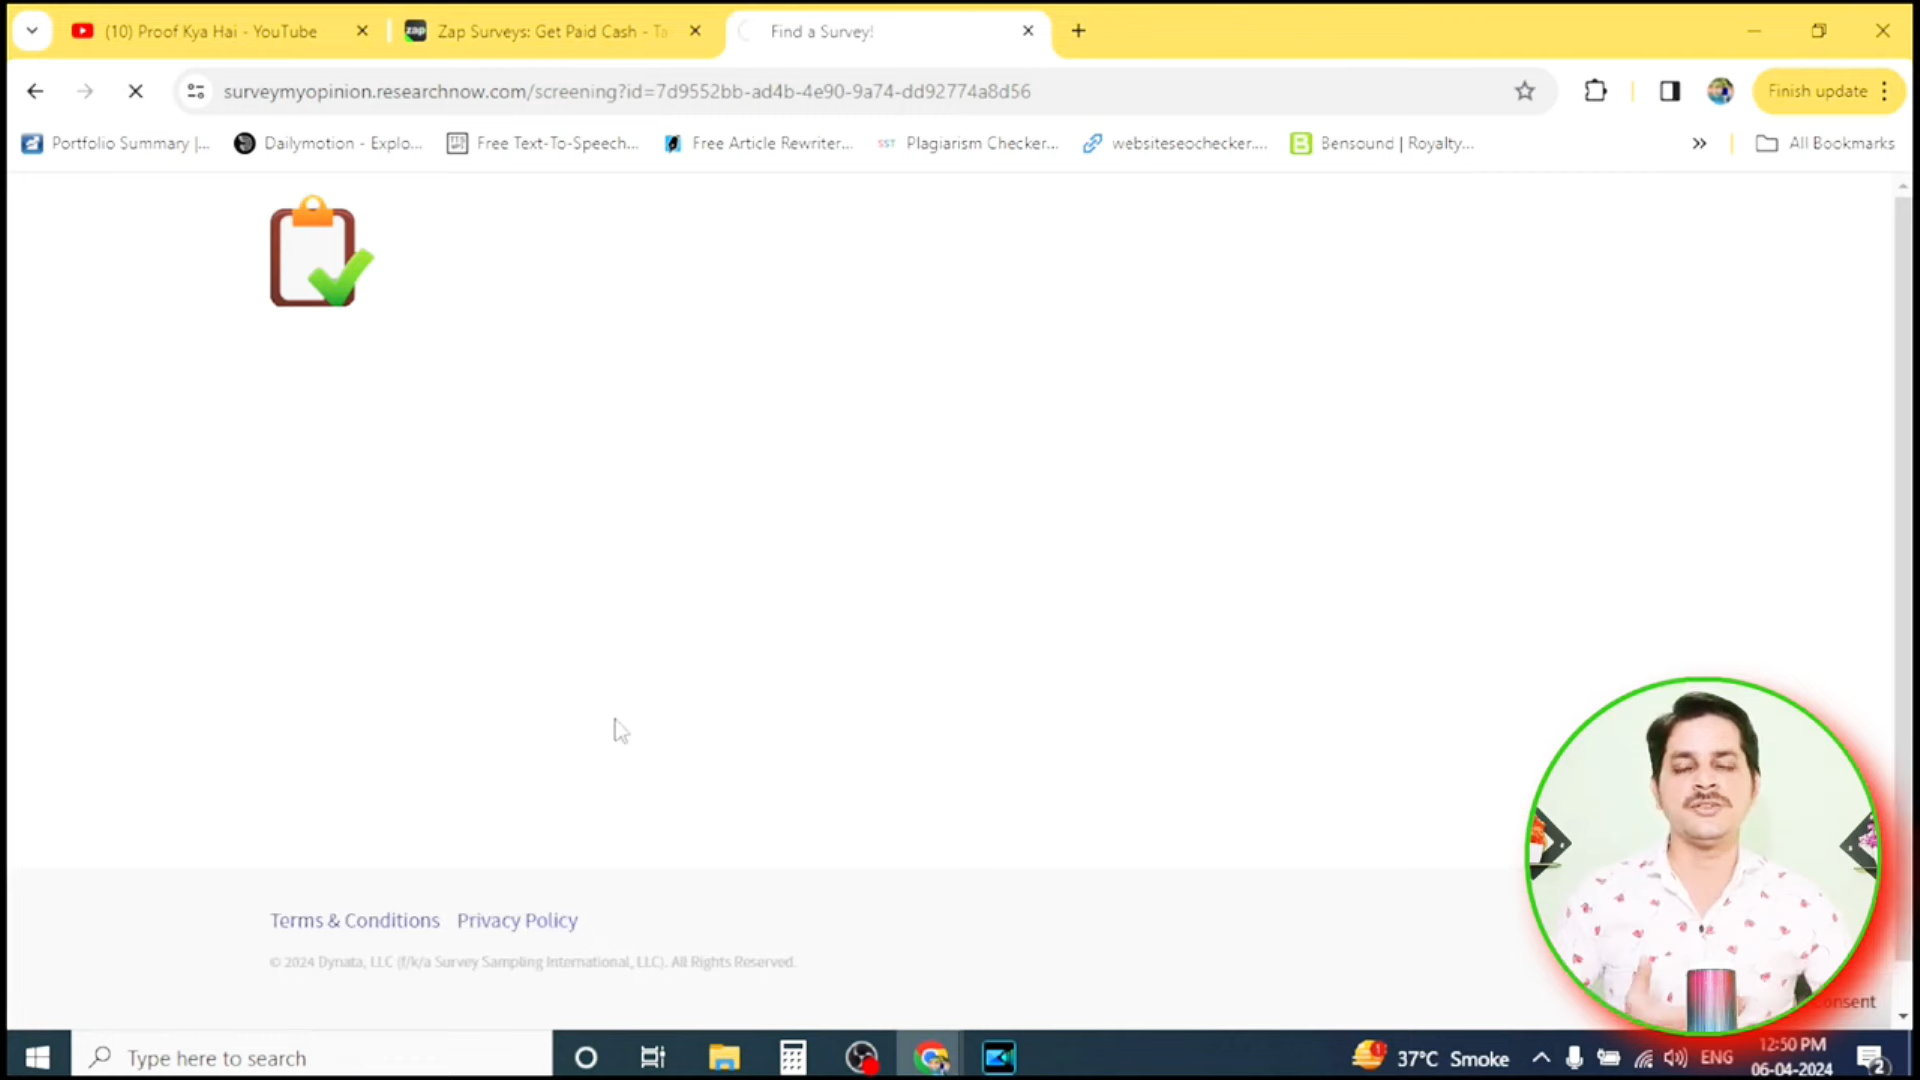 (10) Proof Kya Hai - YouTube
Zap Surveys: Get Paid Cash - Ta
Find a Survey!
surveymyopinion.researchnow.com/screening?id=7d9552bb-ad4b-4e90-9a74-dd92774a8d56
Finish update
Portfolio Summary |...
Dailymotion - Explo...
Free Text-To-Speech...
Free Article Rewriter...
SST Plagiarism Checker...
websiteseochecker....
Bensound | Royalty...
All Bookmarks
Terms & Conditions Privacy Policy
© 2024 Dynata, LLC (f/k/a Survey Sampling International, LLC). All Rights Reserved.
Consent
Type here to search
37°C Smoke
ENG
12:50 PM
06-04-2024
2